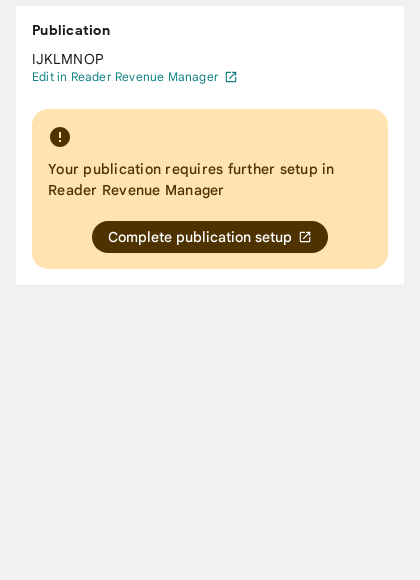 Publication
IJKLMNOP
Edit in Reader Revenue Manager
Your publication requires further setup in
Reader Revenue Manager
Complete publication setup